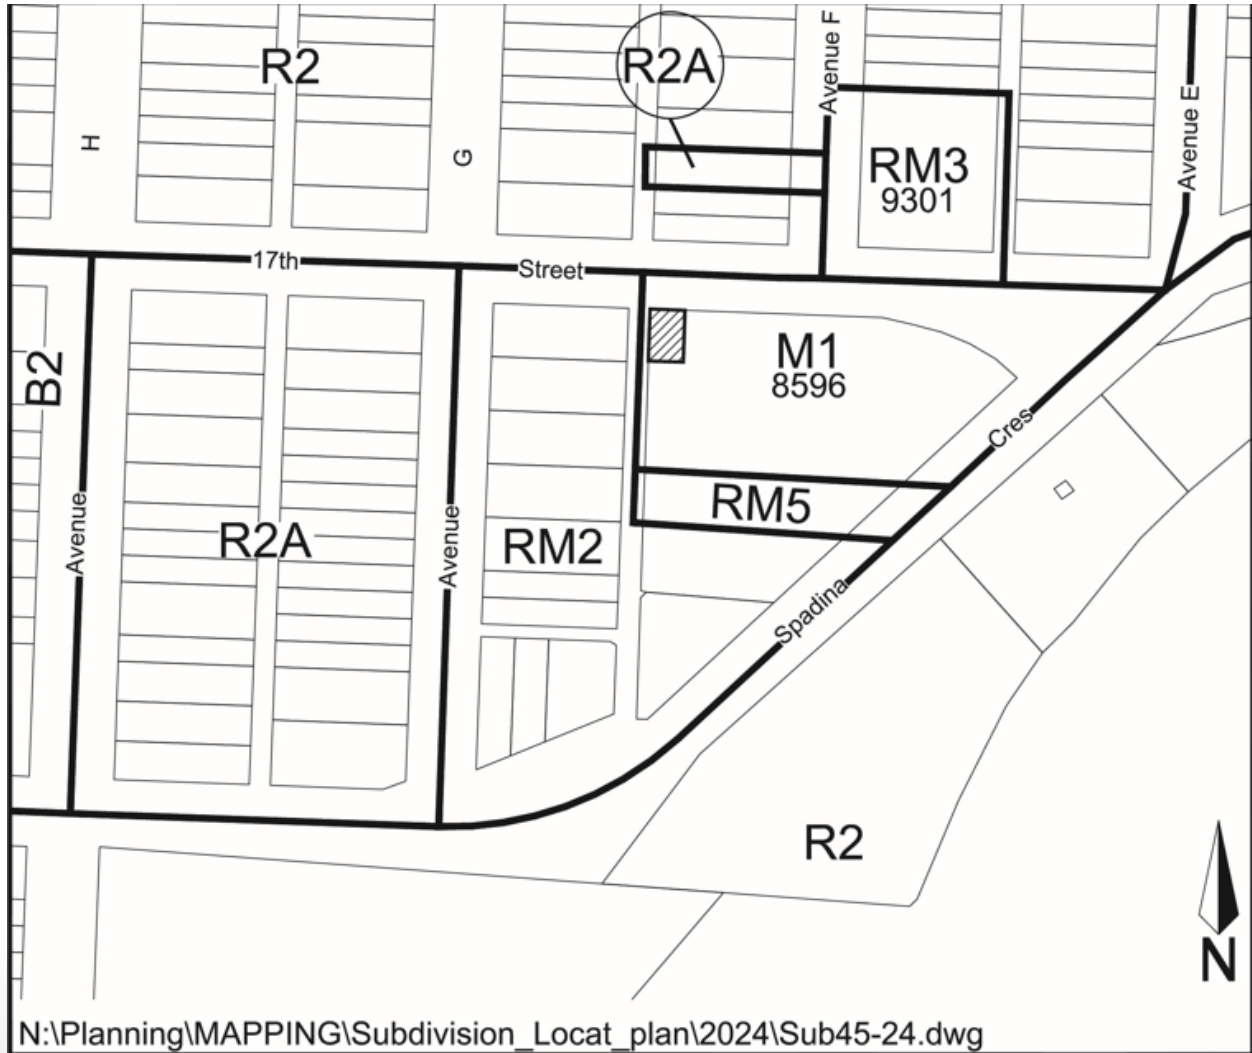 R2
R2A
Avenue F
H
G
RM3
9301
Avenue E
17th
Street
B2
M1
8596
Cres
RM5
Avenue
R2A
Avenue
RM2
Spadina
R2
N
N:\Planning\MAPPING\Subdivision_Locat_plan\2024\Sub45-24.dwg